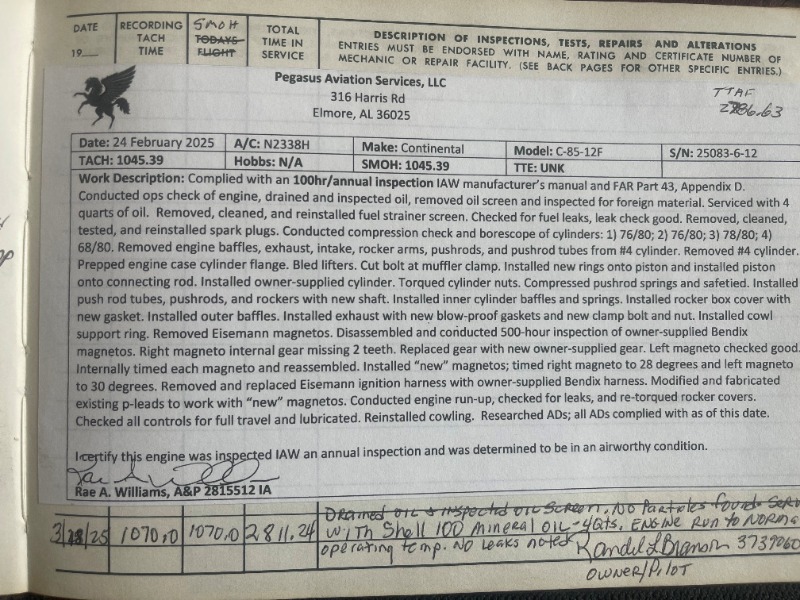 DATE
19
RECORDING TACH TIME
SMOH
TODAYS FLIGHT
TOTAL TIME IN SERVICE
DESCRIPTION OF INSPECTIONS, TESTS, REPAIRS AND ALTERATIONS
ENTRIES MUST BE ENDORSED WITH NAME, RATING AND CERTIFICATE NUMBER OF
MECHANIC OR REPAIR FACILITY. (SEE BACK PAGES FOR OTHER SPECIFIC ENTRIES.)
Pegasus Aviation Services, LLC
316 Harris Rd
Elmore, AL 36025
TTAF
Date: 24 February 2025 A/C: N2338H Make: Continental Model: C-85-12F S/N: 25083-6-12
TACH: 1045.39 Hobbs: N/A SMOH: 1045.39 TTE: UNK
Work Description: Complied with an 100hr/annual inspection IAW manufacturer's manual and FAR Part 43, Appendix D.
Conducted ops check of engine, drained and inspected oil, removed oil screen and inspected for foreign material. Serviced with 4
quarts of oil. Removed, cleaned, and reinstalled fuel strainer screen. Checked for fuel leaks, leak check good. Removed, cleaned,
tested, and reinstalled spark plugs. Conducted compression check and borescope of cylinders: 1) 76/80; 2) 76/80; 3) 78/80; 4)
68/80. Removed engine baffles, exhaust, intake, rocker arms, pushrods, and pushrod tubes from #4 cylinder. Removed #4 cylinder.
Prepped engine case cylinder flange. Bled lifters. Cut bolt at muffler clamp. Installed new rings onto piston and installed piston
onto connecting rod. Installed owner-supplied cylinder. Torqued cylinder nuts. Compressed pushrod springs and safetied. Installed
push rod tubes, pushrods, and rockers with new shaft. Installed inner cylinder baffles and springs. Installed rocker box cover with
new gasket. Installed outer baffles. Installed exhaust with new blow-proof gaskets and new clamp bolt and nut. Installed cowl
support ring. Removed Eisemann magnetos. Disassembled and conducted 500-hour inspection of owner-supplied Bendix
magnetos. Right magneto internal gear missing 2 teeth. Replaced gear with new owner-supplied gear. Left magneto checked good.
Internally timed each magneto and reassembled. Installed "new" magnetos; timed right magneto to 28 degrees and left magneto
to 30 degrees. Removed and replaced Eisemann ignition harness with owner-supplied Bendix harness. Modified and fabricated
existing p-leads to work with "new" magnetos. Conducted engine run-up, checked for leaks, and re-torqued rocker covers.
Checked all controls for full travel and lubricated. Reinstalled cowling. Researched ADs; all ADs complied with as of this date.
I certify this engine was inspected IAW an annual inspection and was determined to be in an airworthy condition.
Rae A. Williams, A&P 2815512 IA
Drained oil & inspected oil screen, No particles found. Serv
3/28/25 1070.0 1070.0 2811.24 with Shell 100 Mineral oil - 4Qts. ENGINE RUN to NORMA
operating temp. No leaks noted Randel L Branson 3739060
OWNER/PILOT